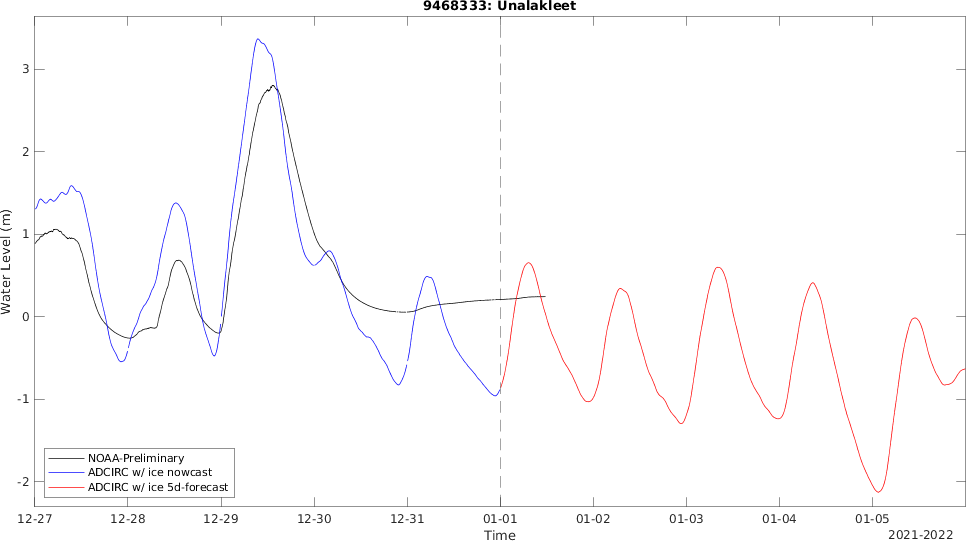 9468333: Unalakleet
Water Level (m)
3
2
1
0
-1
-2
NOAA-Preliminary
ADCIRC w/ ice nowcast
ADCIRC w/ ice 5d-forecast
12-27
12-28
12-29
12-30
12-31
01-01
01-02
01-03
01-04
01-05
Time
2021-2022